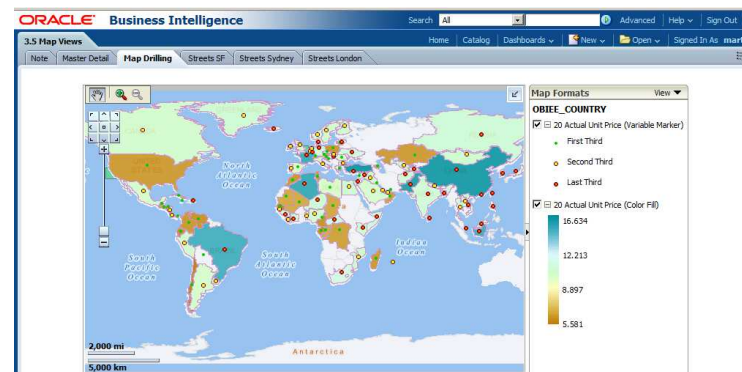 ORACLE Business Intelligence
Search All Advanced Help Sign Out
3.5 Map Views
Home Catalog Dashboards New Open Signed In As mar
Note Master Detail Map Drilling Streets SF Streets Sydney Streets London
Map Formats View
OBIEE_COUNTRY
20 Actual Unit Price (Variable Marker)
First Third
Second Third
Last Third
20 Actual Unit Price (Color Fill)
16.634
12.213
8.897
5.581
North
Atlantic
Ocean
South
Pacific
Ocean
South
Atlantic
Ocean
Indian
Ocean
Antarctica
2,000 mi
5,000 km